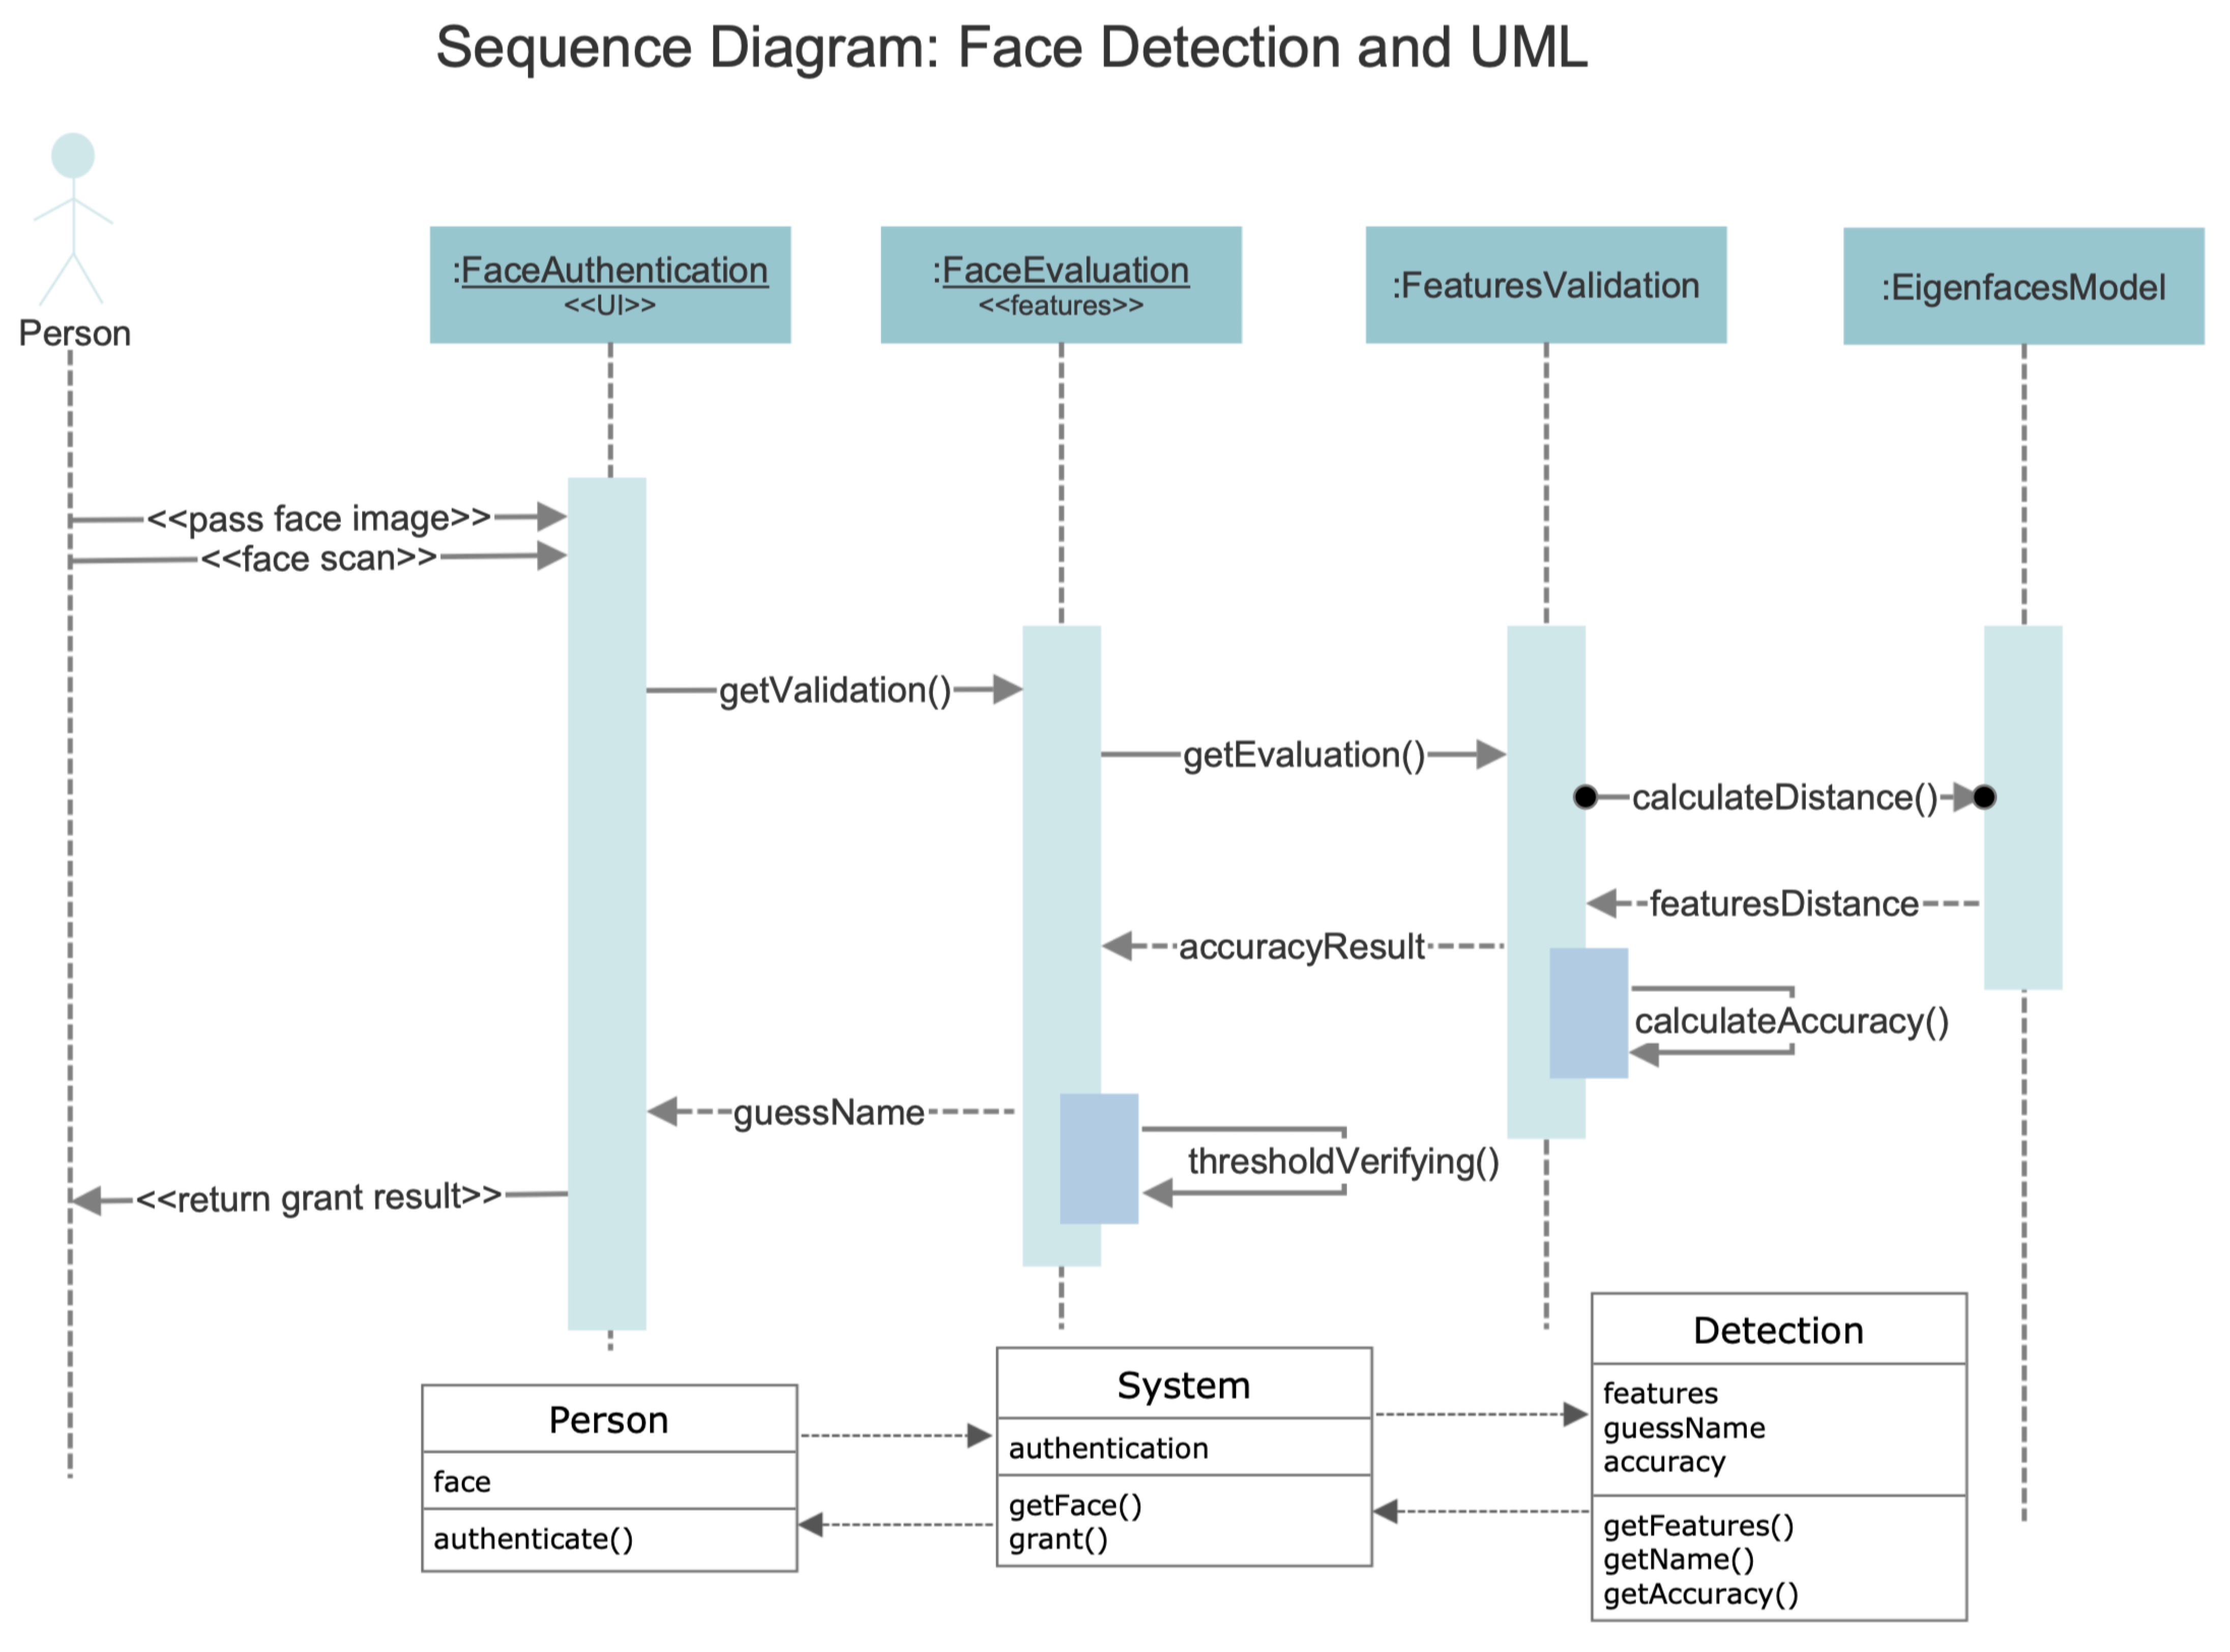 Sequence Diagram: Face Detection and UML
Person
:FaceAuthentication
<<UI>>
:FaceEvaluation
<<features>>
:FeaturesValidation
:EigenfacesModel
<<pass face image>>
<<face scan>>
getValidation()
getEvaluation()
calculateDistance()
featuresDistance
accuracyResult
calculateAccuracy()
guessName
thresholdVerifying()
<<return grant result>>
Person
face
authenticate()
System
authentication
getFace()
grant()
Detection
features
guessName
accuracy
getFeatures()
getName()
getAccuracy()